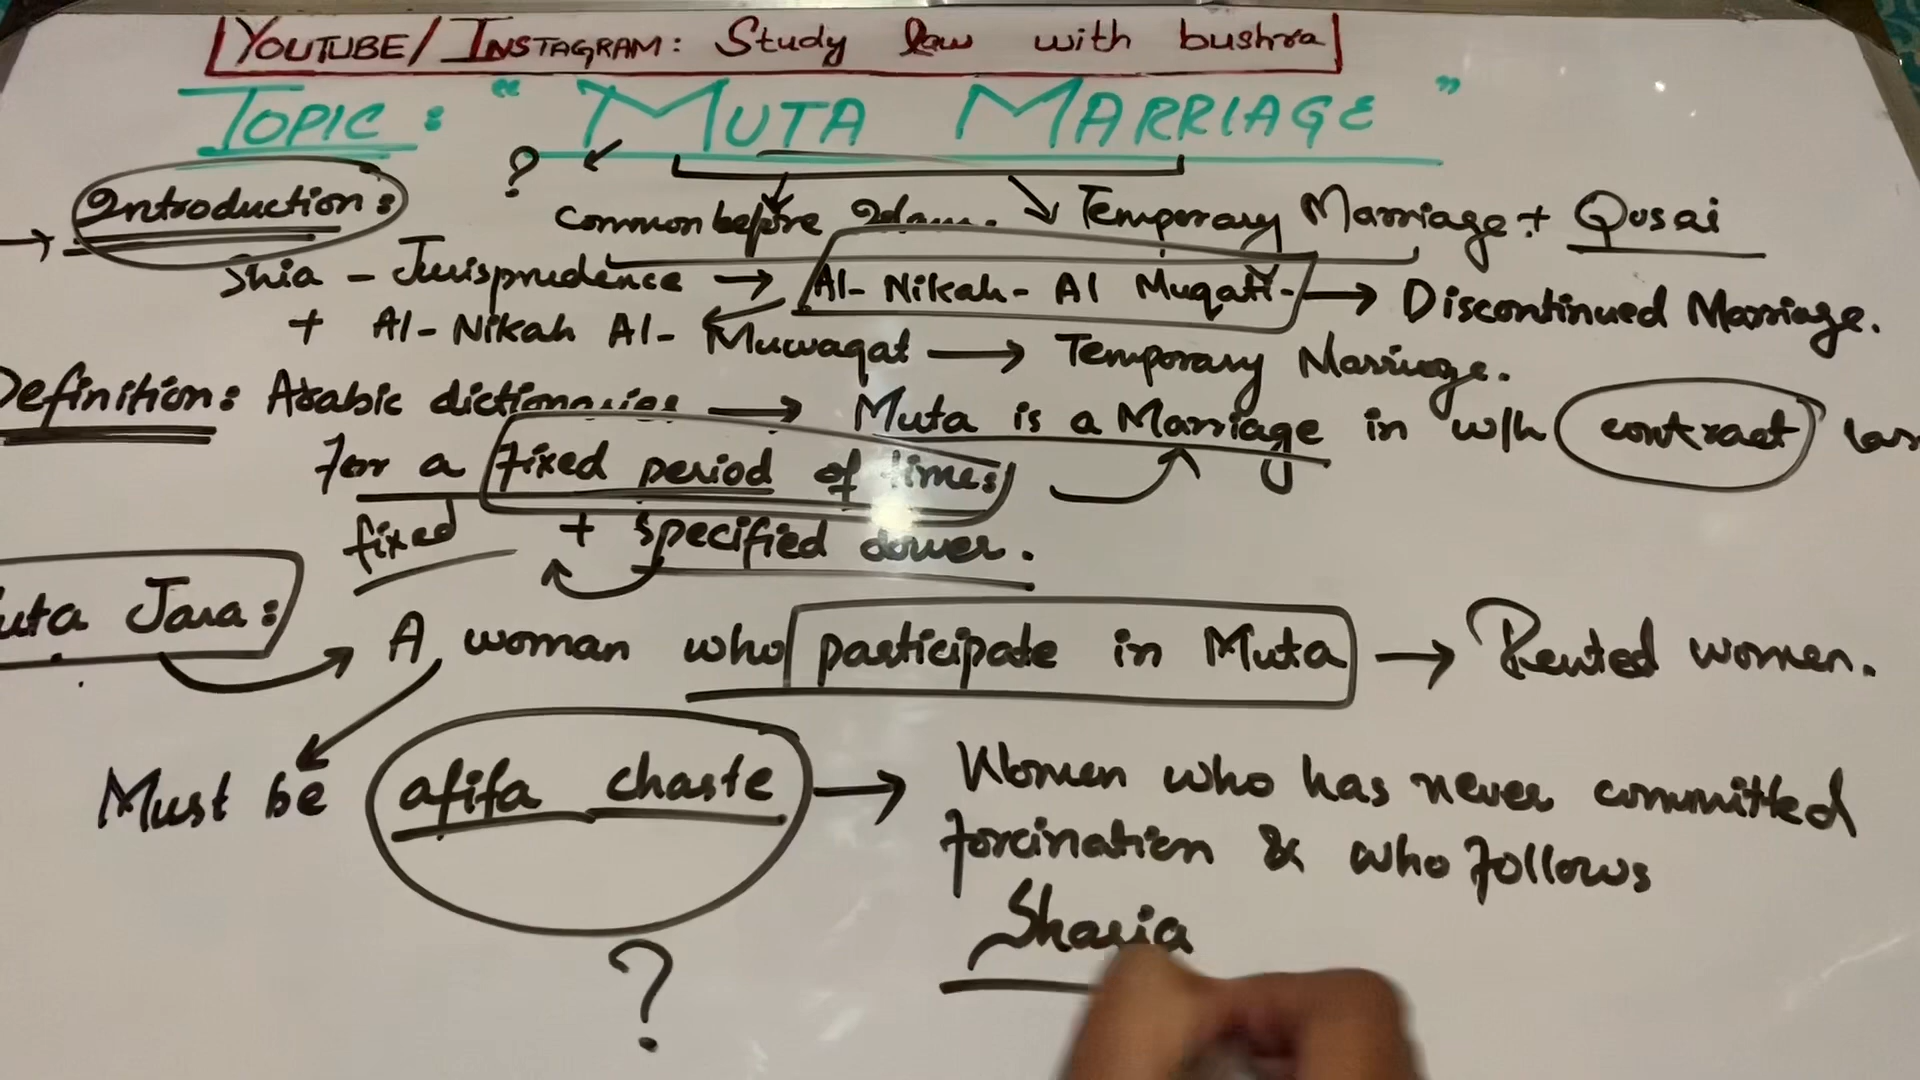 YOUTUBE/INSTAGRAM: Study law with bushra
TOPIC: "MUTA MARRIAGE"
?
Introduction:
Common before Islam. Temporary Marriage + Qusai
Shia - Jurisprudence → Al-Nikah-Al Muqati- → Discontinued Marriage.
+ Al-Nikah Al-Muwaqat → Temporary Marriage.
Definition: Arabic dictionaries → Muta is a Marriage in w/h contract
for a fixed period of times
fixed + specified dower.
uta Jara: → A woman who participate in Muta → Rented women.
Must be afifa chaste → Women who has never committed
forcination & who follows
Sharia
?